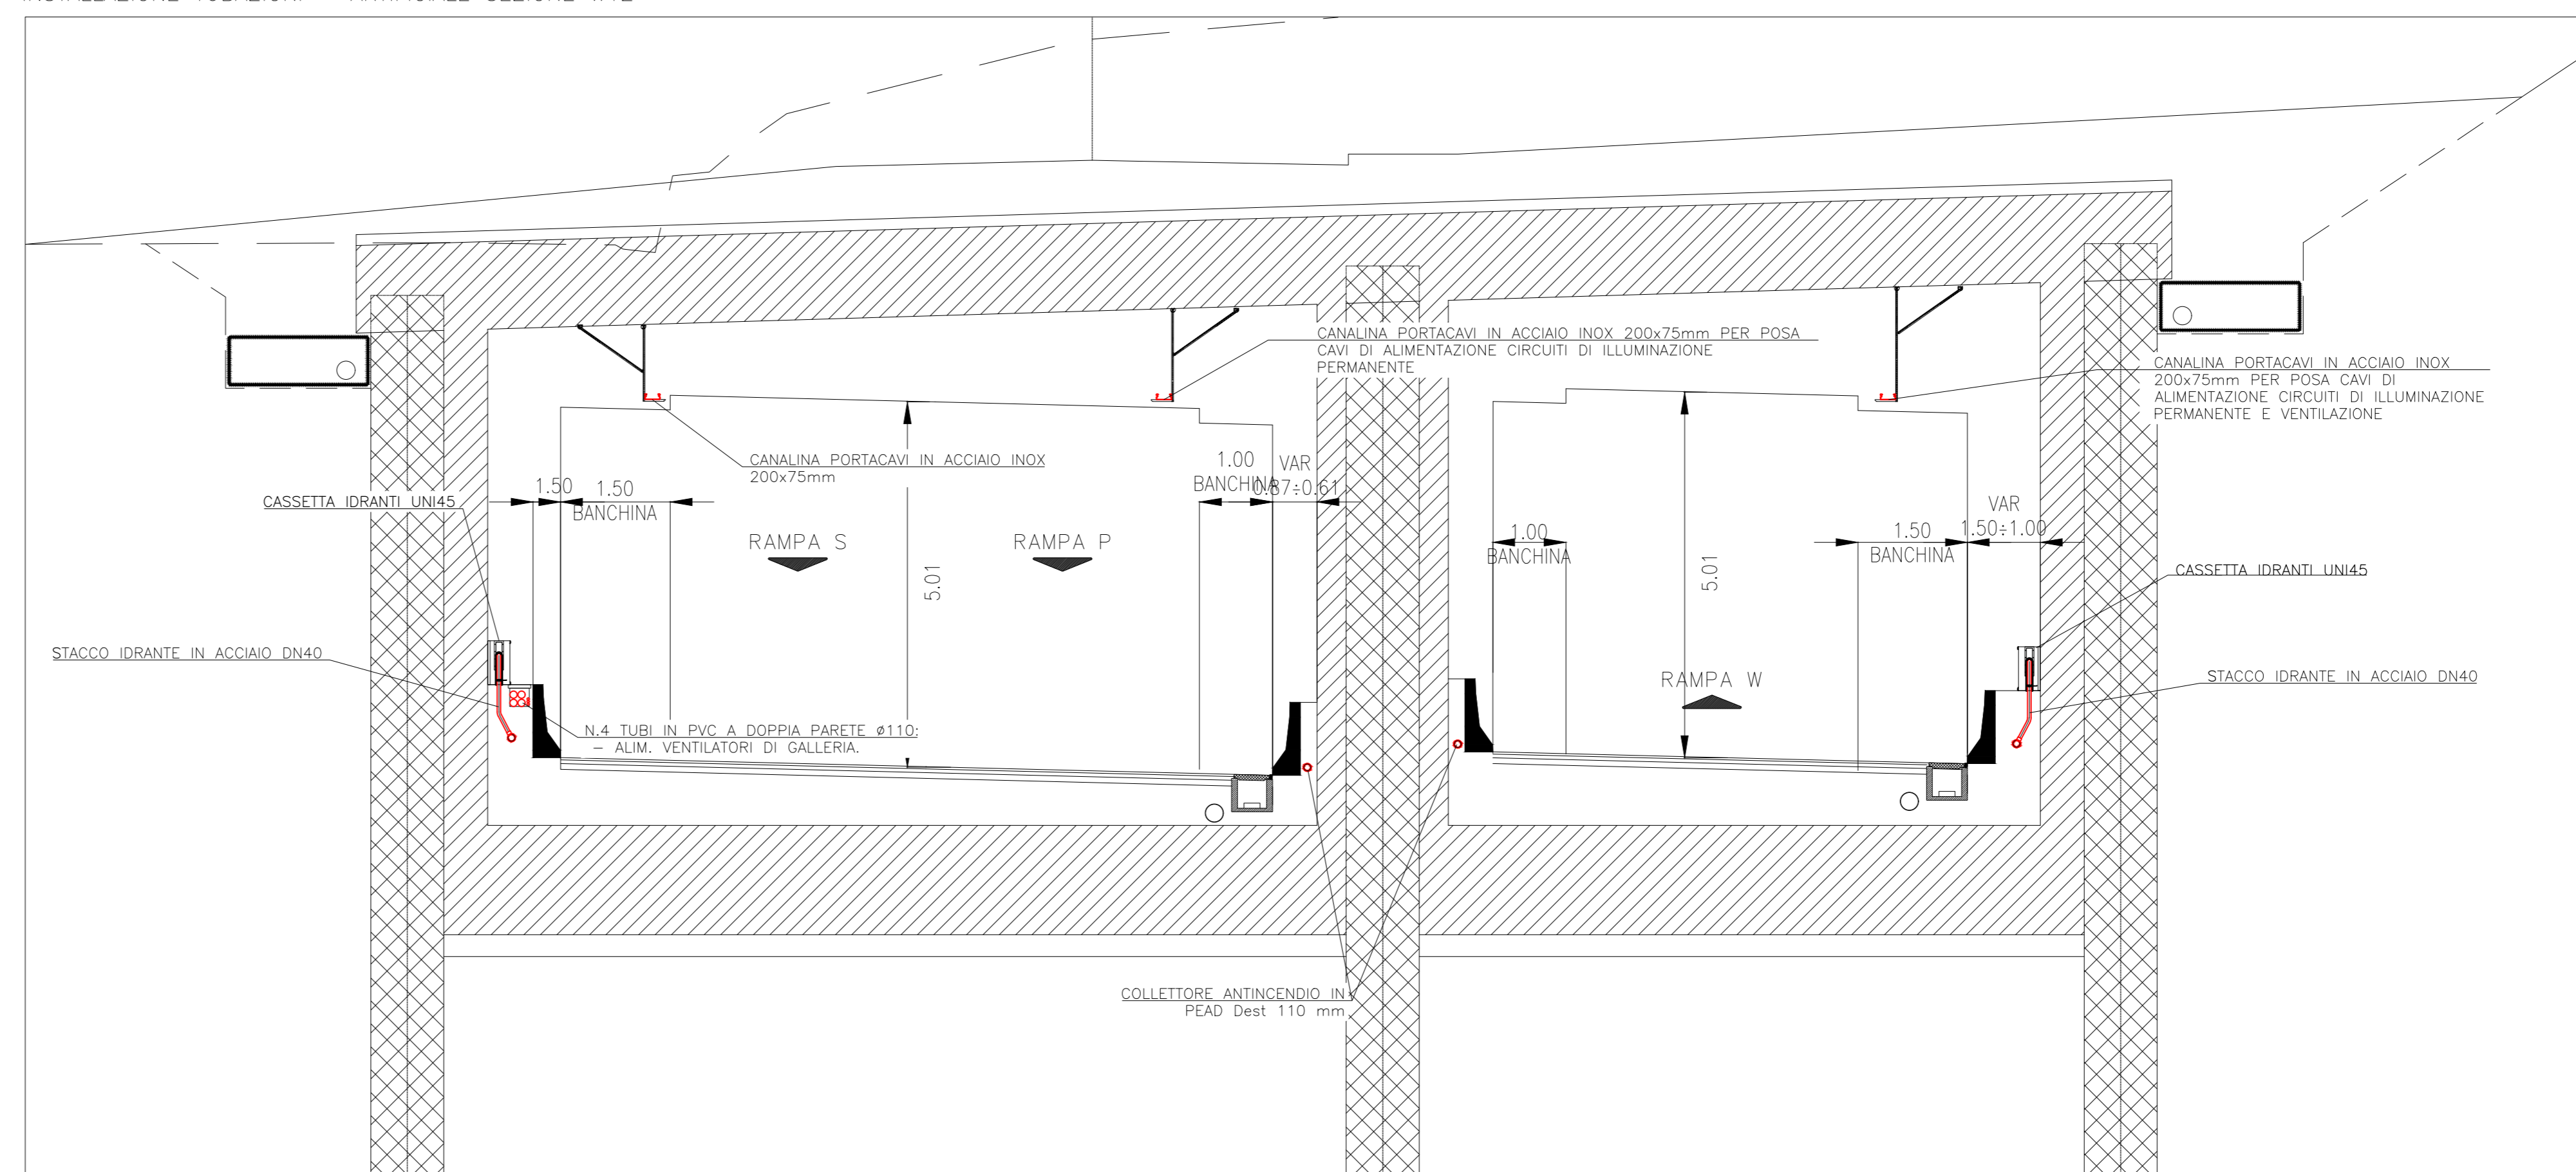 CANALINA PORTACAVI IN ACCIAIO INOX 200x75mm PER POSA
CAVI DI ALIMENTAZIONE CIRCUITI DI ILLUMINAZIONE
PERMANENTE
CANALINA PORTACAVI IN ACCIAIO INOX
200x75mm PER POSA CAVI DI
ALIMENTAZIONE CIRCUITI DI ILLUMINAZIONE
PERMANENTE E VENTILAZIONE
CANALINA PORTACAVI IN ACCIAIO INOX
200x75mm
CASSETTA IDRANTI UNI45
1.50
1.50
BANCHINA
1.00
BANCHINA
VAR
0.87÷0.61
RAMPA S
RAMPA P
5.01
1.00
BANCHINA
5.01
1.50
BANCHINA
VAR
1.50÷1.00
CASSETTA IDRANTI UNI45
STACCO IDRANTE IN ACCIAIO DN40
RAMPA W
STACCO IDRANTE IN ACCIAIO DN40
N.4 TUBI IN PVC A DOPPIA PARETE ø110:
– ALIM. VENTILATORI DI GALLERIA.
COLLETTORE ANTINCENDIO IN
PEAD Dest 110 mm